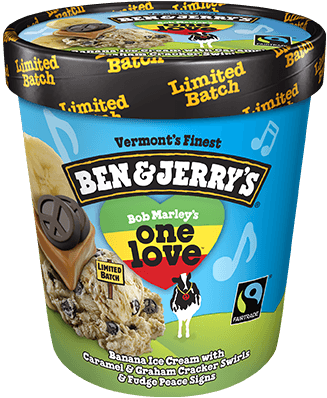 Limited
Batch
Limited
Batch
Limited
Batch
Vermont's Finest
BEN & JERRY'S®
Bob Marley's
one
love™
LIMITED
BATCH
FAIRTRADE
Banana Ice Cream with
Caramel & Graham Cracker Swirls
& Fudge Peace Signs